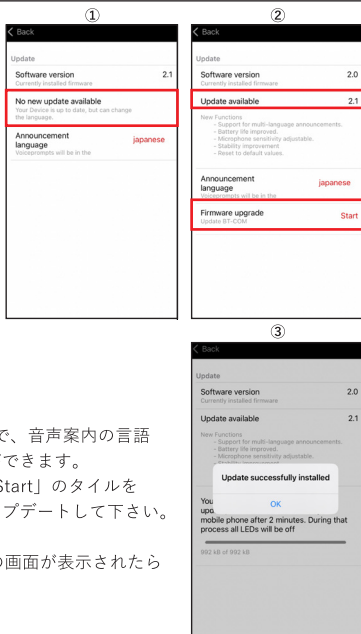 ①
< Back
Update
Software version 2.1
Currently installed firmware
No new update available
Your Device is up to date, but can change
the language.
Announcement
language
japanese
Voiceprompts will be in the
②
< Back
Update
Software version 2.0
Currently installed firmware
Update available 2.1
New Functions
- Support for multi-language announcements.
- Battery life improved.
- Microphone sensitivity adjustable.
- Stability improvement
- Reset to default values.
Announcement
language
japanese
Voiceprompts will be in the
Firmware upgrade Start
Update BT-COM
③
< Back
Update
Software version 2.0
Currently installed firmware
Update available 2.1
New Functions
- Support for multi-language announcements.
- Battery life improved.
- Microphone sensitivity adjustable.
Update successfully installed
OK
You
upda
mobile phone after 2 minutes. During that
process all LEDs will be off
992 kB of 992 kB
で、音声案内の言語
できます。
Start」のタイルを
プデートして下さい。
の画面が表示されたら